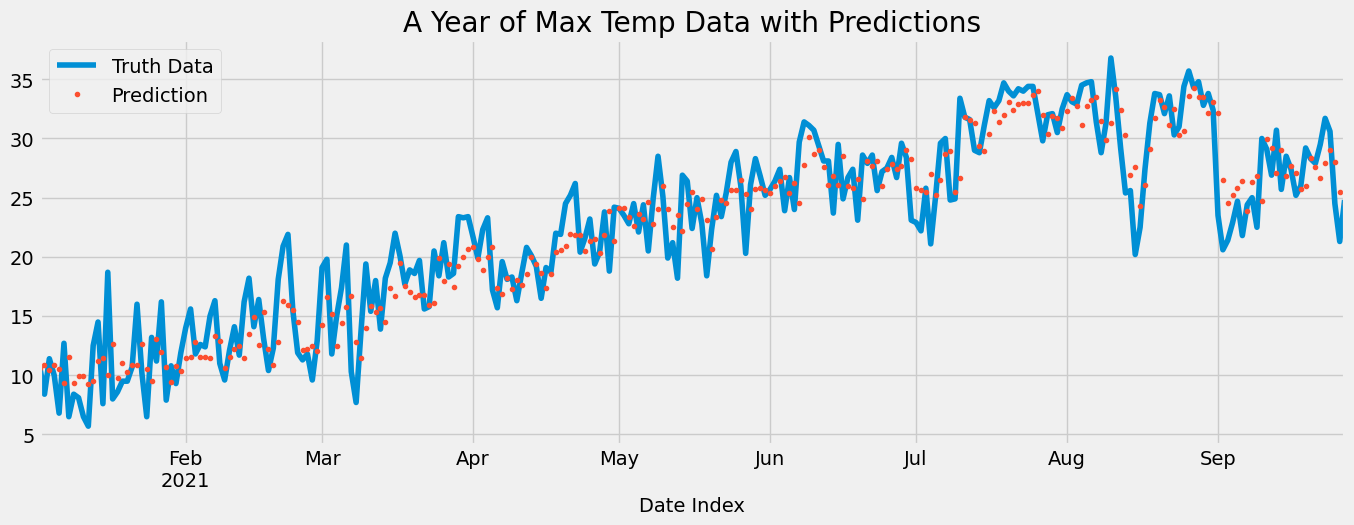 A Year of Max Temp Data with Predictions
Truth Data
Prediction
35
30
25
20
15
10
5
Feb Mar Apr May Jun Jul Aug Sep
2021
Date Index